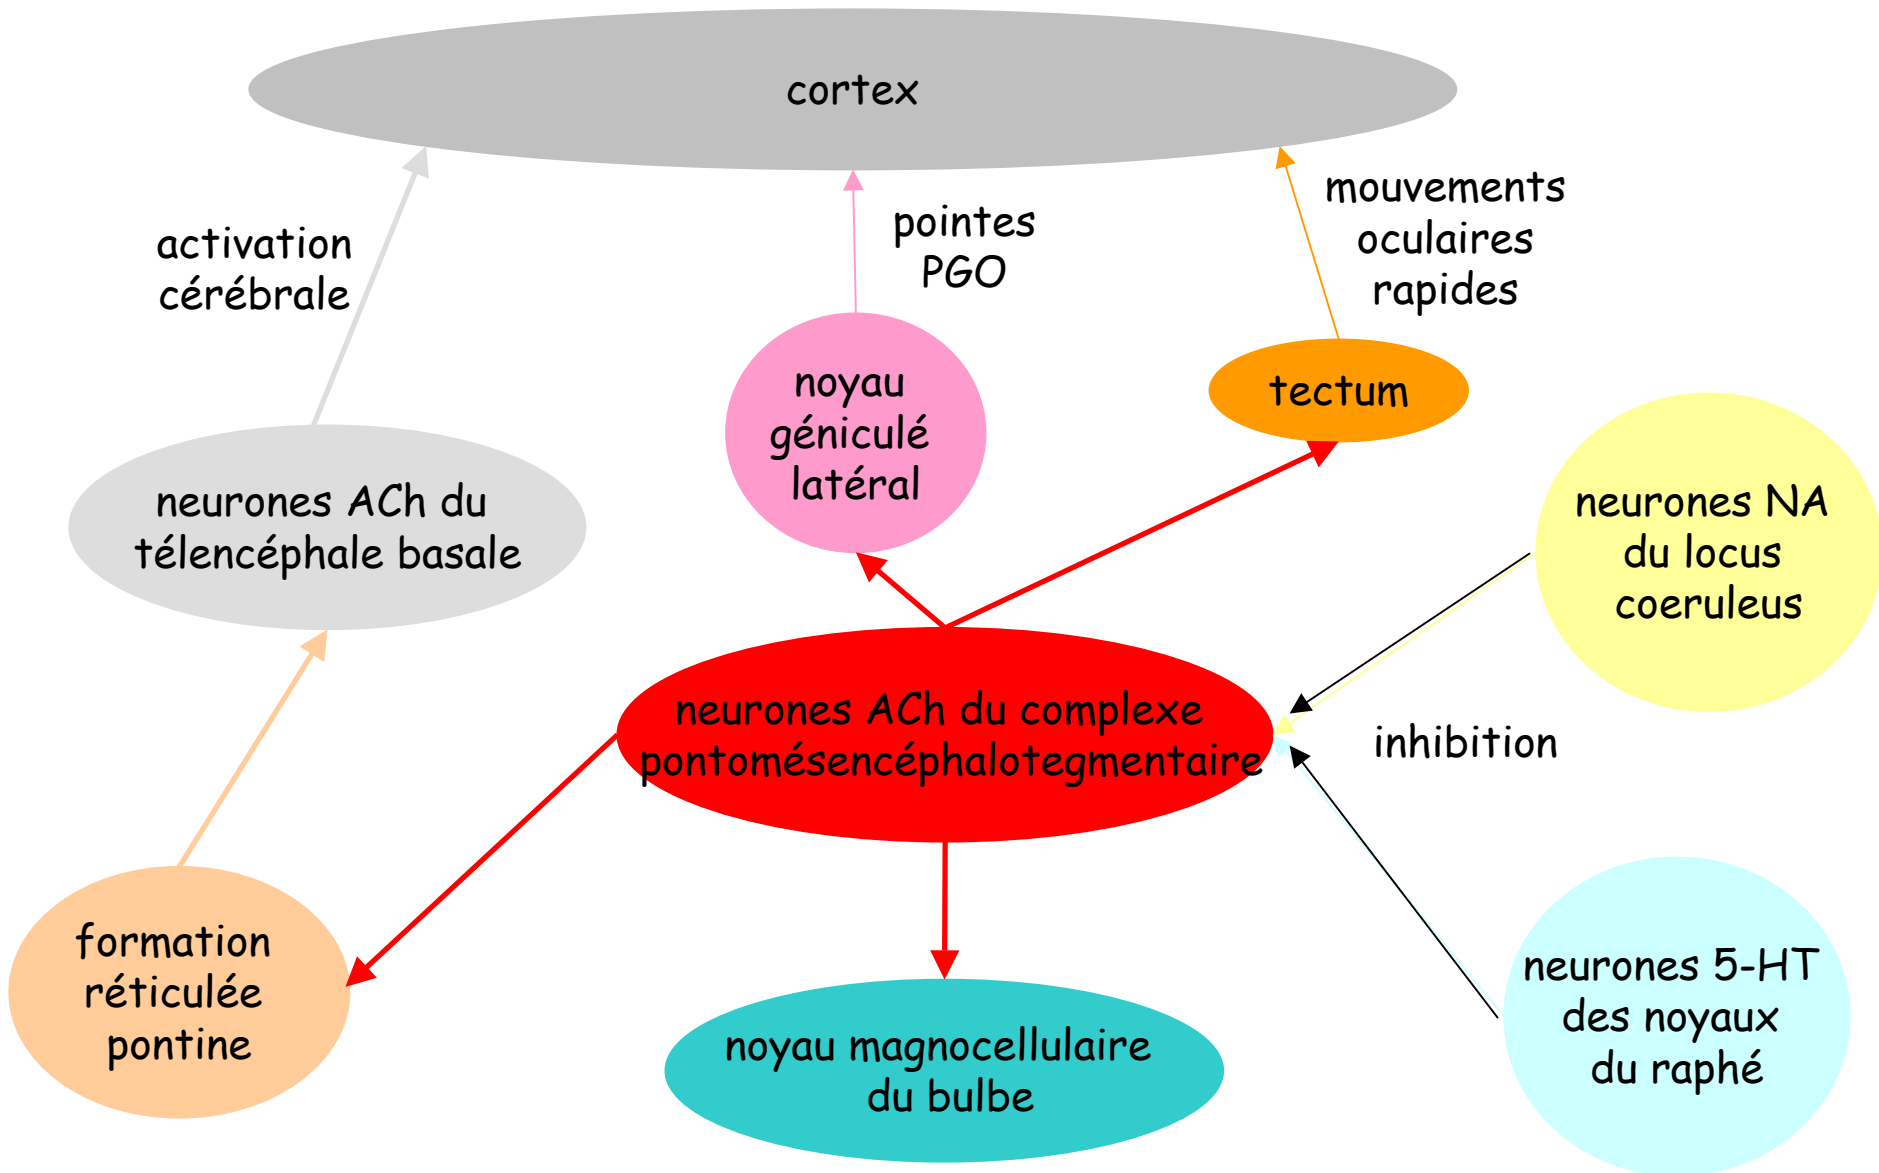 cortex
activation
cérébrale
pointes
PGO
mouvements
oculaires
rapides
noyau
géniculé
latéral
tectum
neurones ACh du
télencéphale basale
neurones NA
du locus
coeruleus
neurones ACh du complexe
pontomésencéphalotegmentaire
inhibition
formation
réticulée
pontine
noyau magnocellulaire
du bulbe
neurones 5-HT
des noyaux
du raphé